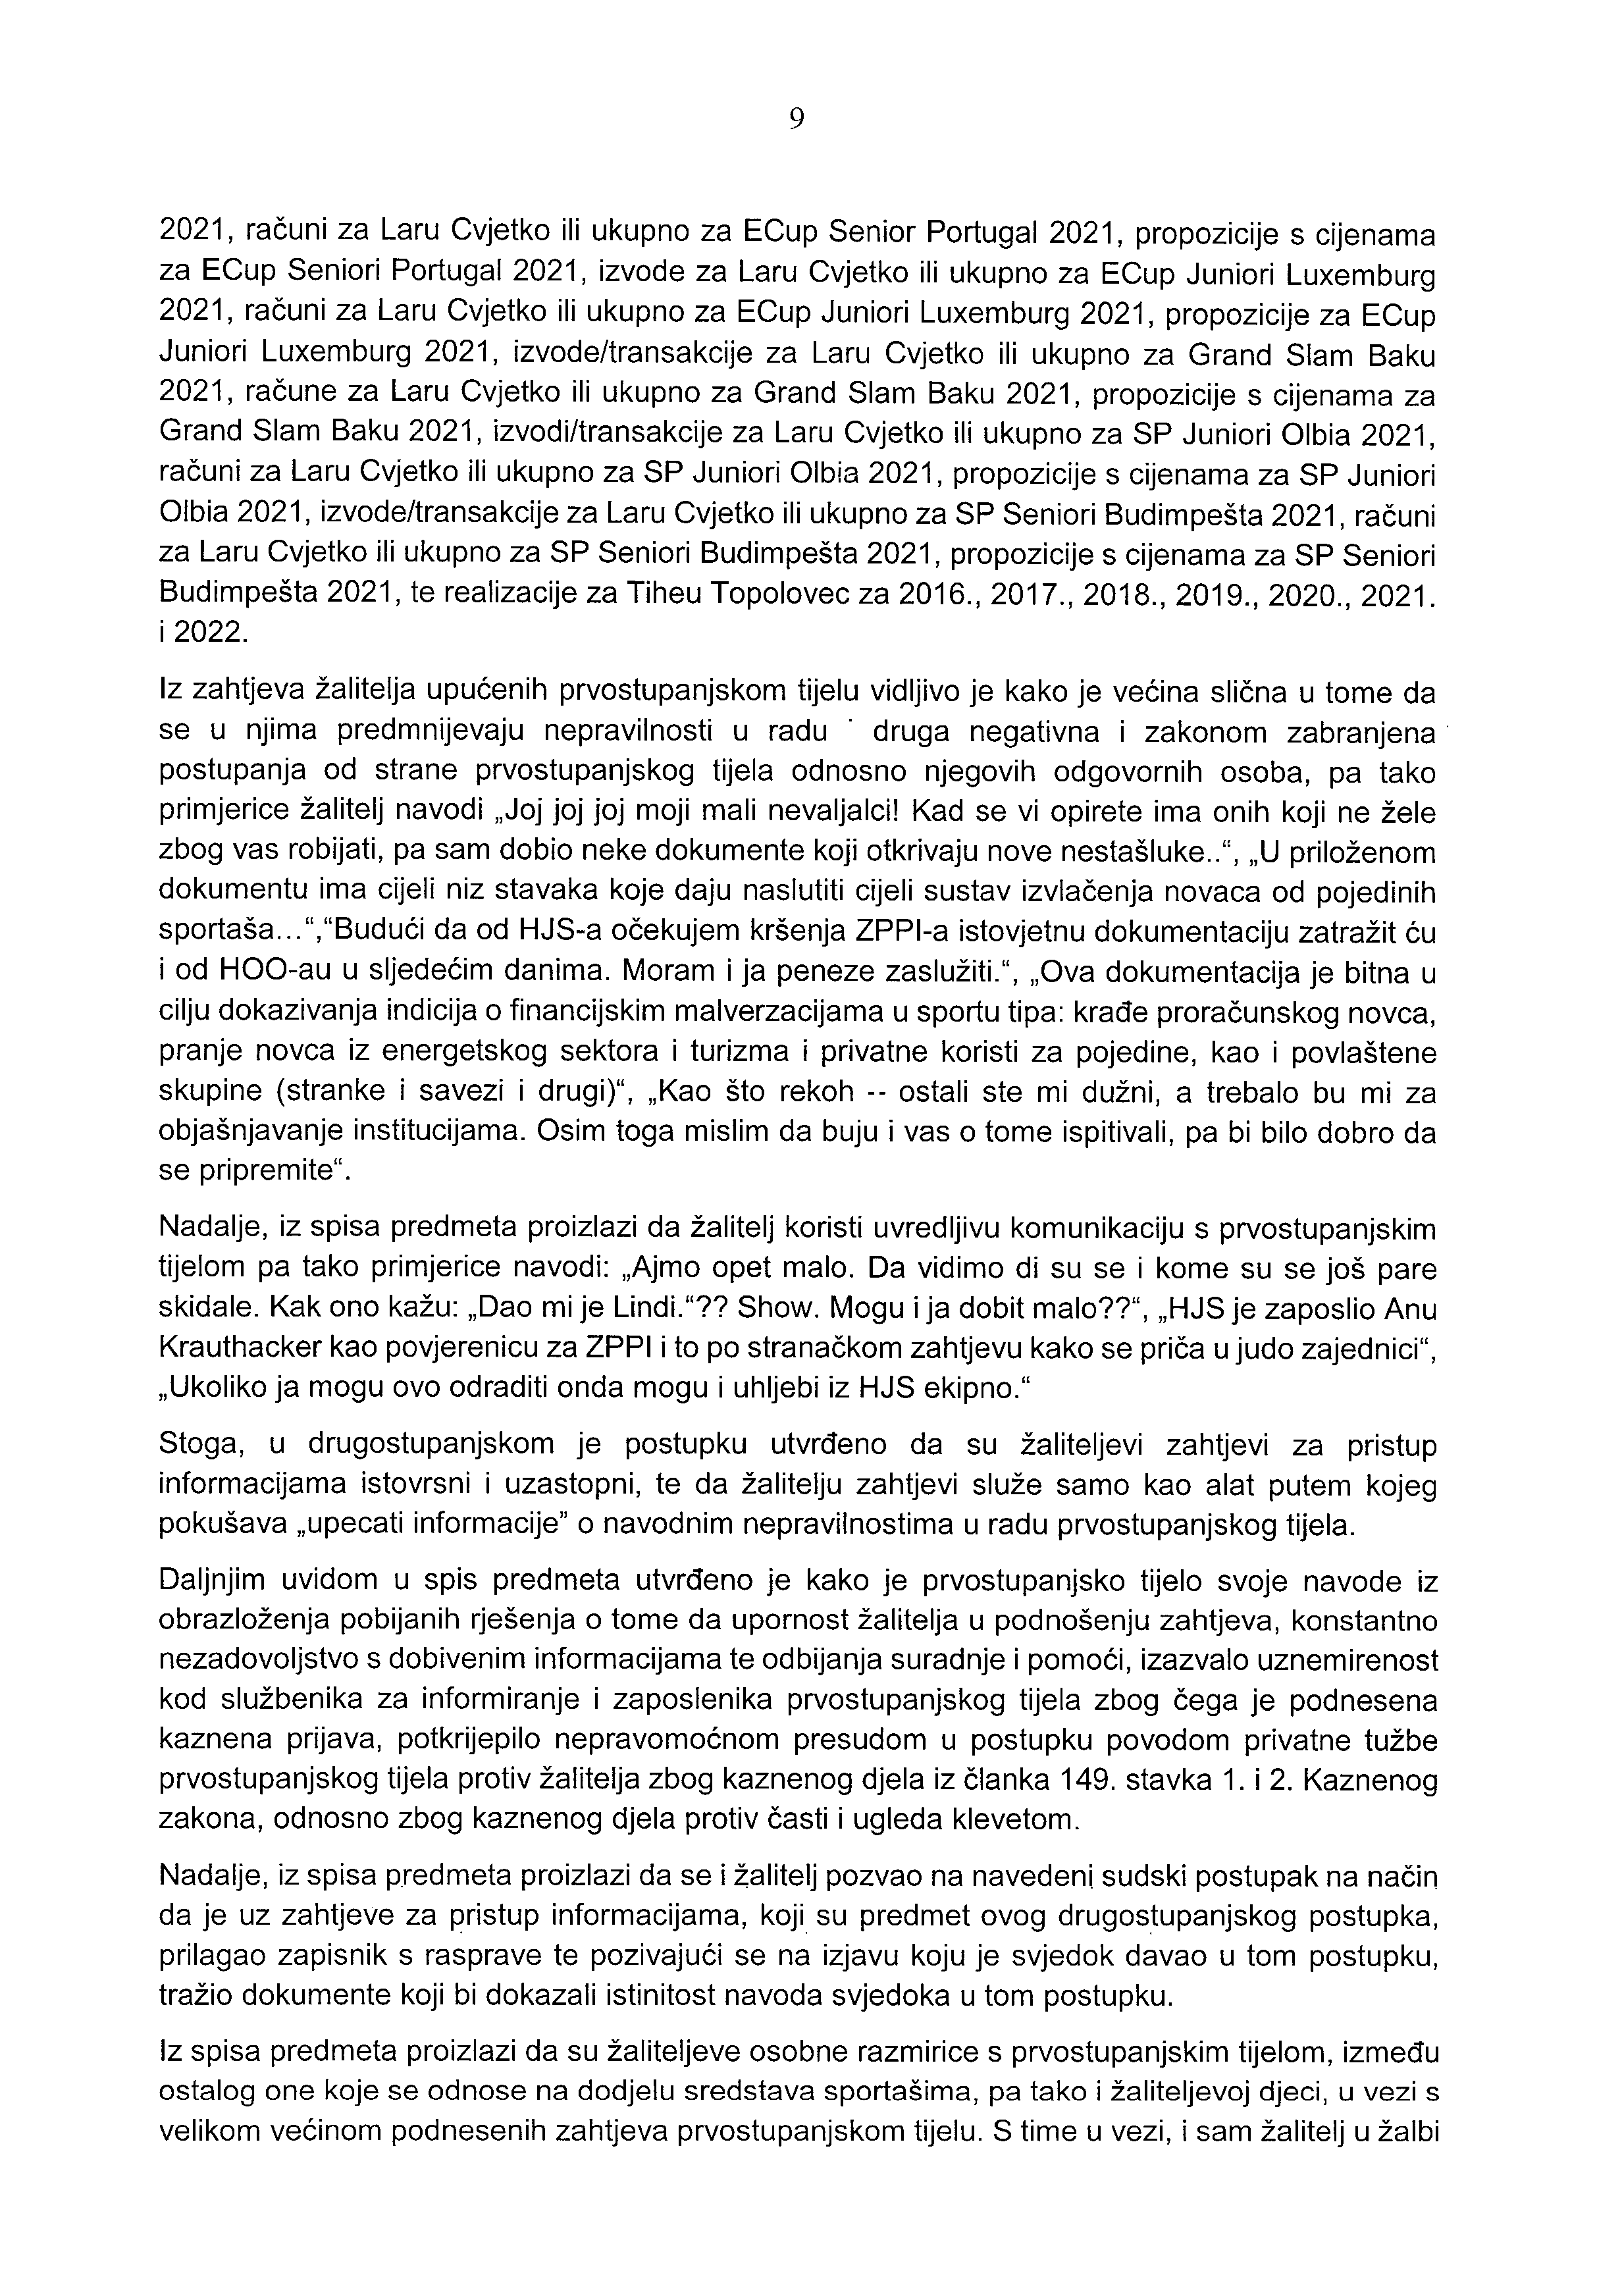 9
2021, računi za Laru Cvjetko ili ukupno za ECup Senior Portugal 2021, propozicije s cijenama
za ECup Seniori Portugal 2021, izvode za Laru Cvjetko ili ukupno za ECup Juniori Luxemburg
2021, računi za Laru Cvjetko ili ukupno za ECup Juniori Luxemburg 2021, propozicije za ECup
Juniori Luxemburg 2021, izvode/transakcije za Laru Cvjetko ili ukupno za Grand Slam Baku
2021, račune za Laru Cvjetko ili ukupno za Grand Slam Baku 2021, propozicije s cijenama za
Grand Slam Baku 2021, izvodi/transakcije za Laru Cvjetko ili ukupno za SP Juniori Olbia 2021,
računi za Laru Cvjetko ili ukupno za SP Juniori Olbia 2021, propozicije s cijenama za SP Juniori
Olbia 2021, izvode/transakcije za Laru Cvjetko ili ukupno za SP Seniori Budimpešta 2021, računi
za Laru Cvjetko ili ukupno za SP Seniori Budimpešta 2021, propozicije s cijenama za SP Seniori
Budimpešta 2021, te realizacije za Tiheu Topolovec za 2016., 2017., 2018., 2019., 2020., 2021.
i 2022.
Iz zahtjeva žalitelja upućenih prvostupanjskom tijelu vidljivo je kako je većina slična u tome da
se u njima predmnijevaju nepravilnosti u radu druga negativna i zakonom zabranjena
postupanja od strane prvostupanjskog tijela odnosno njegovih odgovornih osoba, pa tako
primjerice žalitelj navodi „Joj joj joj moji mali nevaljalci! Kad se vi opirete ima onih koji ne žele
zbog vas robijati, pa sam dobio neke dokumente koji otkrivaju nove nestašluke..“, „U priloženom
dokumentu ima cijeli niz stavaka koje daju naslutiti cijeli sustav izvlačenja novaca od pojedinih
sportaša...“,“Budući da od HJS-a očekujem kršenja ZPPI-a istovjetnu dokumentaciju zatražit ću
i od HOO-au u sljedećim danima. Moram i ja peneze zaslužiti.“, „Ova dokumentacija je bitna u
cilju dokazivanja indicija o financijskim malverzacijama u sportu tipa: krađe proračunskog novca,
pranje novca iz energetskog sektora i turizma i privatne koristi za pojedine, kao i povlaštene
skupine (stranke i savezi i drugi)“, „Kao što rekoh -- ostali ste mi dužni, a trebalo bu mi za
objašnjavanje institucijama. Osim toga mislim da buju i vas o tome ispitivali, pa bi bilo dobro da
se pripremite“.
Nadalje, iz spisa predmeta proizlazi da žalitelj koristi uvredljivu komunikaciju s prvostupanjskim
tijelom pa tako primjerice navodi: „Ajmo opet malo. Da vidimo di su se i kome su se još pare
skidale. Kak ono kažu: „Dao mi je Lindi.“?? Show. Mogu i ja dobit malo??“, „HJS je zaposlio Anu
Krauthacker kao povjerenicu za ZPPI i to po stranačkom zahtjevu kako se priča u judo zajednici“,
„Ukoliko ja mogu ovo odraditi onda mogu i uhljebi iz HJS ekipno.“
Stoga, u drugostupanjskom je postupku utvrđeno da su žaliteljevi zahtjevi za pristup
informacijama istovrsni i uzastopni, te da žalitelju zahtjevi služe samo kao alat putem kojeg
pokušava „upecati informacije” o navodnim nepravilnostima u radu prvostupanjskog tijela.
Daljnjim uvidom u spis predmeta utvrđeno je kako je prvostupanjsko tijelo svoje navode iz
obrazloženja pobijanih rješenja o tome da upornost žalitelja u podnošenju zahtjeva, konstantno
nezadovoljstvo s dobivenim informacijama te odbijanja suradnje i pomoći, izazvalo uznemirenost
kod službenika za informiranje i zaposlenika prvostupanjskog tijela zbog čega je podnesena
kaznena prijava, potkrijepilo nepravomoćnom presudom u postupku povodom privatne tužbe
prvostupanjskog tijela protiv žalitelja zbog kaznenog djela iz članka 149. stavka 1. i 2. Kaznenog
zakona, odnosno zbog kaznenog djela protiv časti i ugleda klevetom.
Nadalje, iz spisa predmeta proizlazi da se i žalitelj pozvao na navedeni sudski postupak na način
da je uz zahtjeve za pristup informacijama, koji su predmet ovog drugostupanjskog postupka,
prilagao zapisnik s rasprave te pozivajući se na izjavu koju je svjedok davao u tom postupku,
tražio dokumente koji bi dokazali istinitost navoda svjedoka u tom postupku.
Iz spisa predmeta proizlazi da su žaliteljeve osobne razmirice s prvostupanjskim tijelom, između
ostalog one koje se odnose na dodjelu sredstava sportašima, pa tako i žaliteljevoj djeci, u vezi s
velikom većinom podnesenih zahtjeva prvostupanjskom tijelu. S time u vezi, i sam žalitelj u žalbi